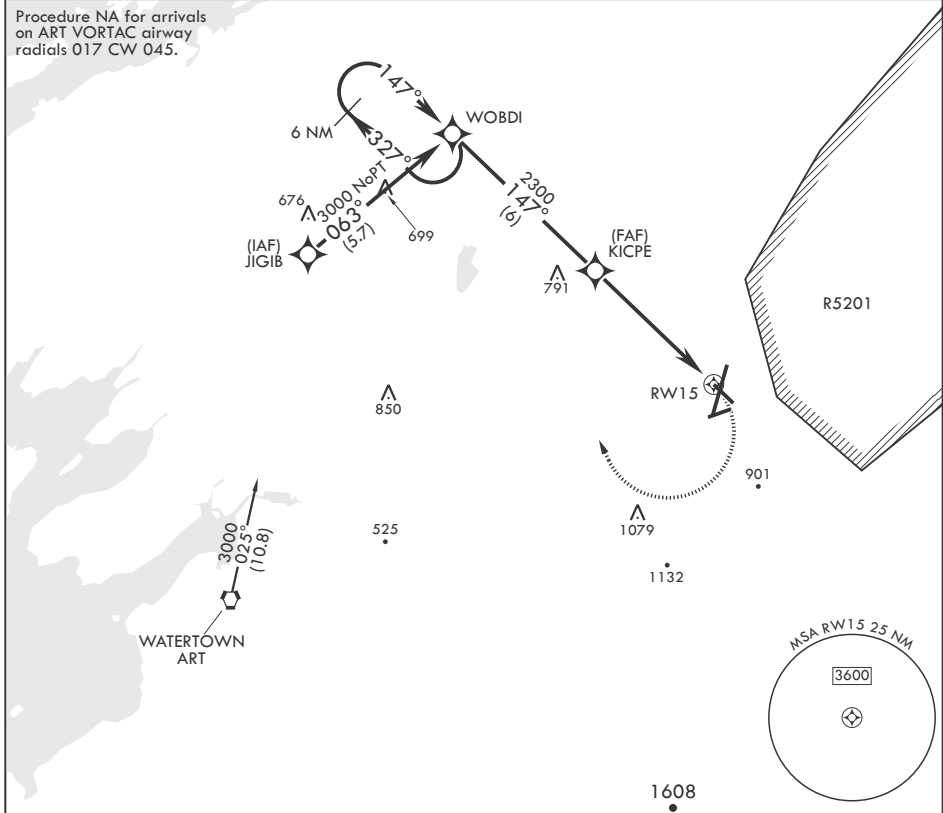 Procedure NA for arrivals
on ART VORTAC airway
radials 017 CW 045.
147°
WOBDI
6 NM
327°
3000 NoPT
063°
(5.7)
676
699
(IAF)
JIGIB
2300
147°
(6)
(FAF)
KICPE
791
R5201
RW15
850
901
1079
525
1132
3000
025°
(10.8)
WATERTOWN
ART
MSA RW15 25 NM
3600
1608